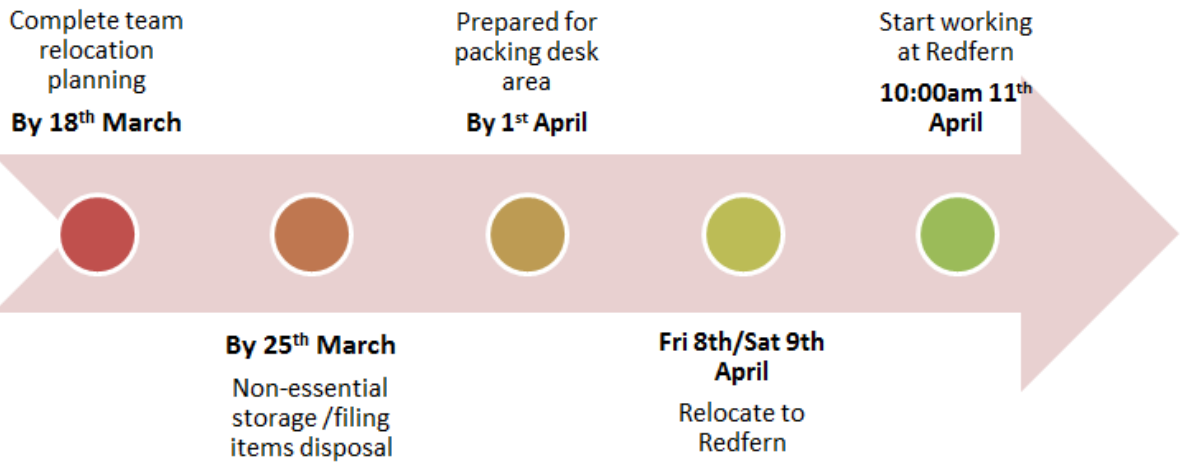 Complete team
relocation
planning
By 18th March
By 25th March
Non-essential
storage /filing
items disposal
Prepared for
packing desk
area
By 1st April
Fri 8th/Sat 9th
April
Relocate to
Redfern
Start working
at Redfern
10:00am 11th
April